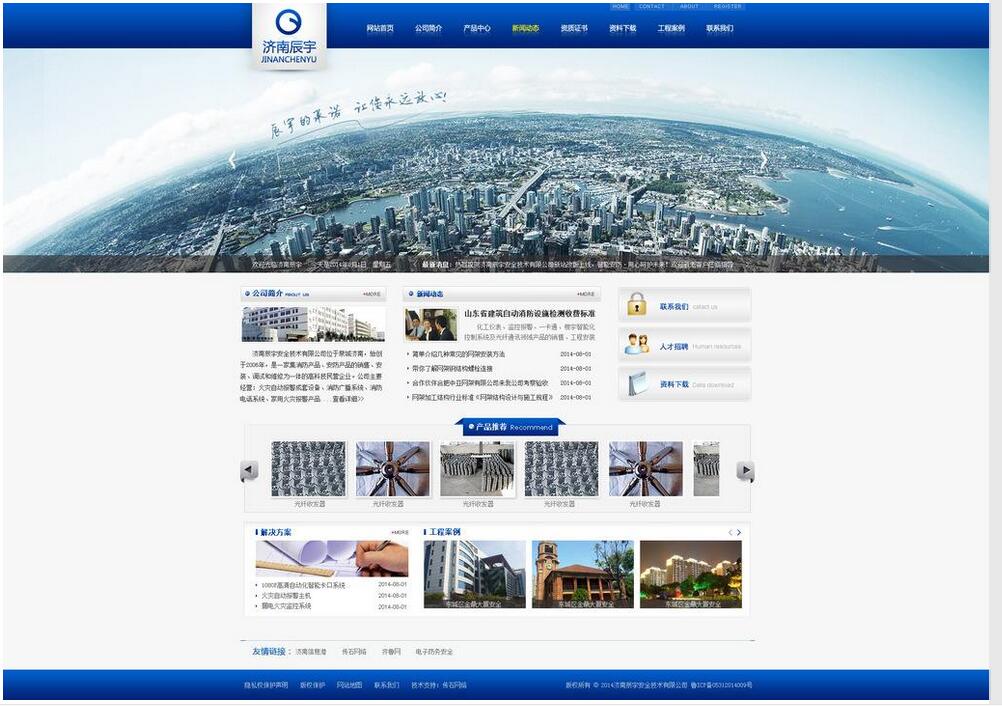 HOME CONTACT ABOUT REGISTER
济南辰宇
JINANCHENYU
网站首页 公司简介 产品中心 新闻动态 资质证书 资料下载 工程案例 联系我们
辰宇的承诺 让您永远放心!
欢迎光临济南辰宇 今天是2014年8月1日 星期五
最新消息:
公司简介 About us +MORE
新闻动态 +MORE
济南辰宇安全技术有限公司位于泉城济南,始创
于2006年,是一家集消防产品、安防产品的销售、安
装、调试和维修为一体的高科技民营企业。公司主要
经营:火灾自动报警成套设备、消防广播系统、消防
电话系统、家用火灾报警产品...查看详细>>
山东省建筑自动消防设施检测收费标准
化工仪表、监控报警、一卡通、楼宇智能化
控制系统及光纤通讯领域产品的销售、工程安装
简单介绍几种常见的网架安装方法 2014-08-01
带你了解网架钢结构螺栓连接 2014-08-01
合作伙伴合肥中亚网架有限公司来我公司考察验收 2014-08-01
网架加工结构行业标准《网架结构设计与施工规程》 2014-08-01
联系我们 catact us
人才招聘 Human resources
资料下载 Data download
产品推荐 Recommend
光纤收发器 光纤收发器 光纤收发器 光纤收发器 光纤收发器
解决方案 +MORE
1080P高清自动化智能卡口系统 2014-08-01
火灾自动报警主机 2014-08-01
弱电火灾监控系统 2014-08-01
工程案例
东城区金鼎大厦安全 东城区金鼎大厦安全 东城区金鼎大厦安全
友情链接: 济南信息港 传石网络 齐鲁网 电子防务安全
隐私权保护声明 版权保护 网站地图 联系我们 技术支持:传石网络
版权所有 © 2014济南辰宇安全技术有限公司 鲁ICP备05312014009号